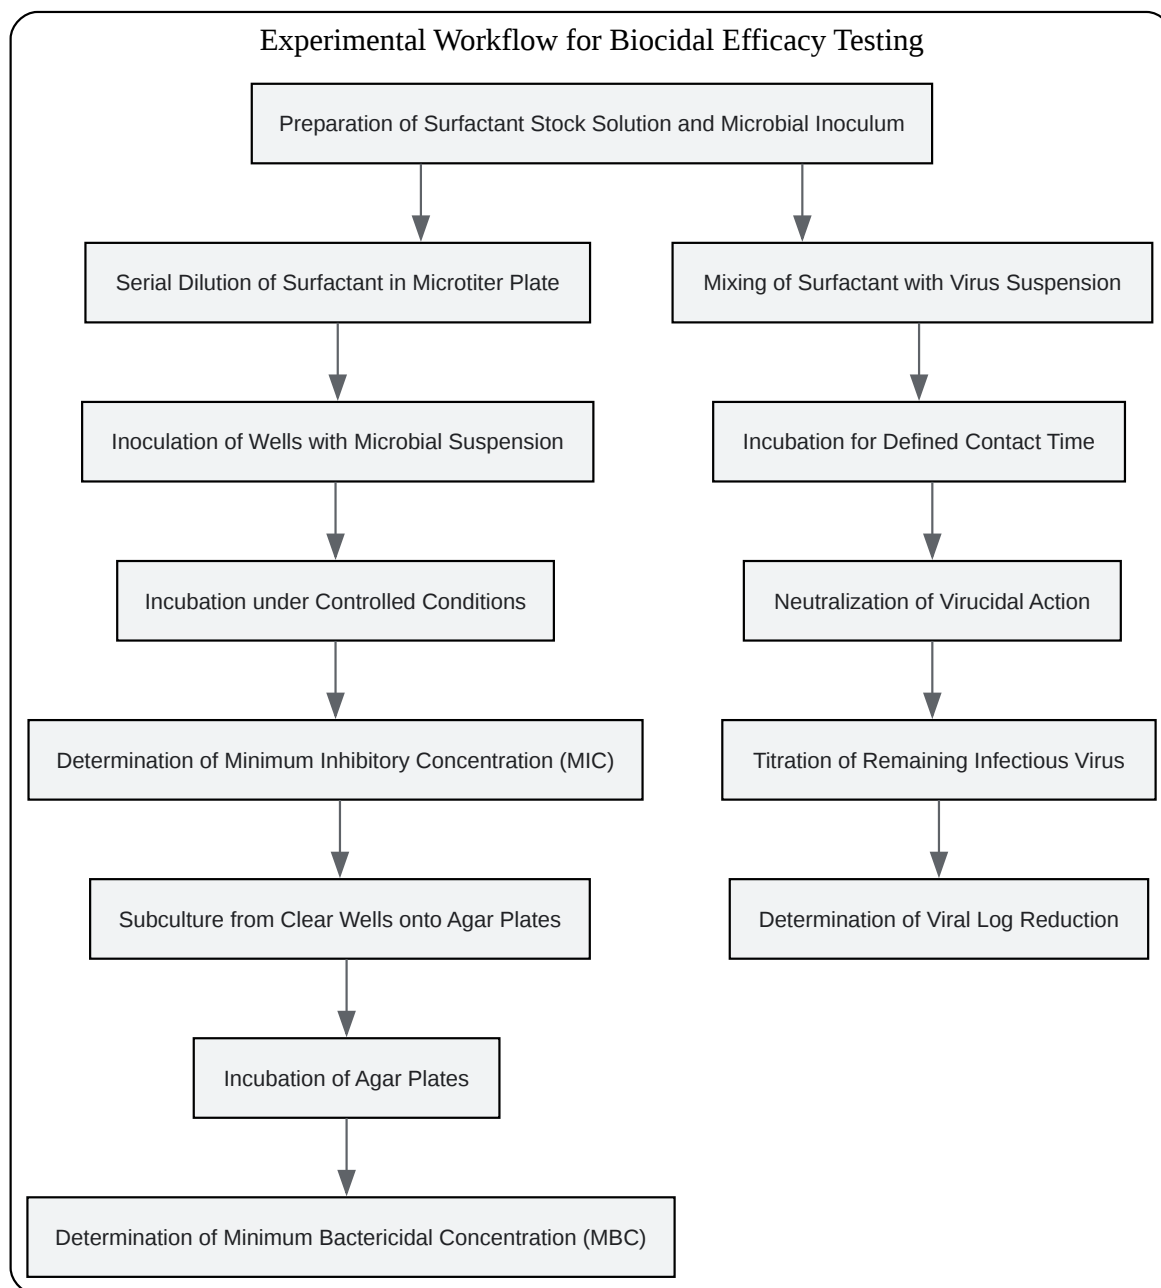 Experimental Workflow for Biocidal Efficacy Testing
Preparation of Surfactant Stock Solution and Microbial Inoculum
Serial Dilution of Surfactant in Microtiter Plate
Mixing of Surfactant with Virus Suspension
Inoculation of Wells with Microbial Suspension
Incubation for Defined Contact Time
Incubation under Controlled Conditions
Neutralization of Virucidal Action
Determination of Minimum Inhibitory Concentration (MIC)
Titration of Remaining Infectious Virus
Subculture from Clear Wells onto Agar Plates
Determination of Viral Log Reduction
Incubation of Agar Plates
Determination of Minimum Bactericidal Concentration (MBC)